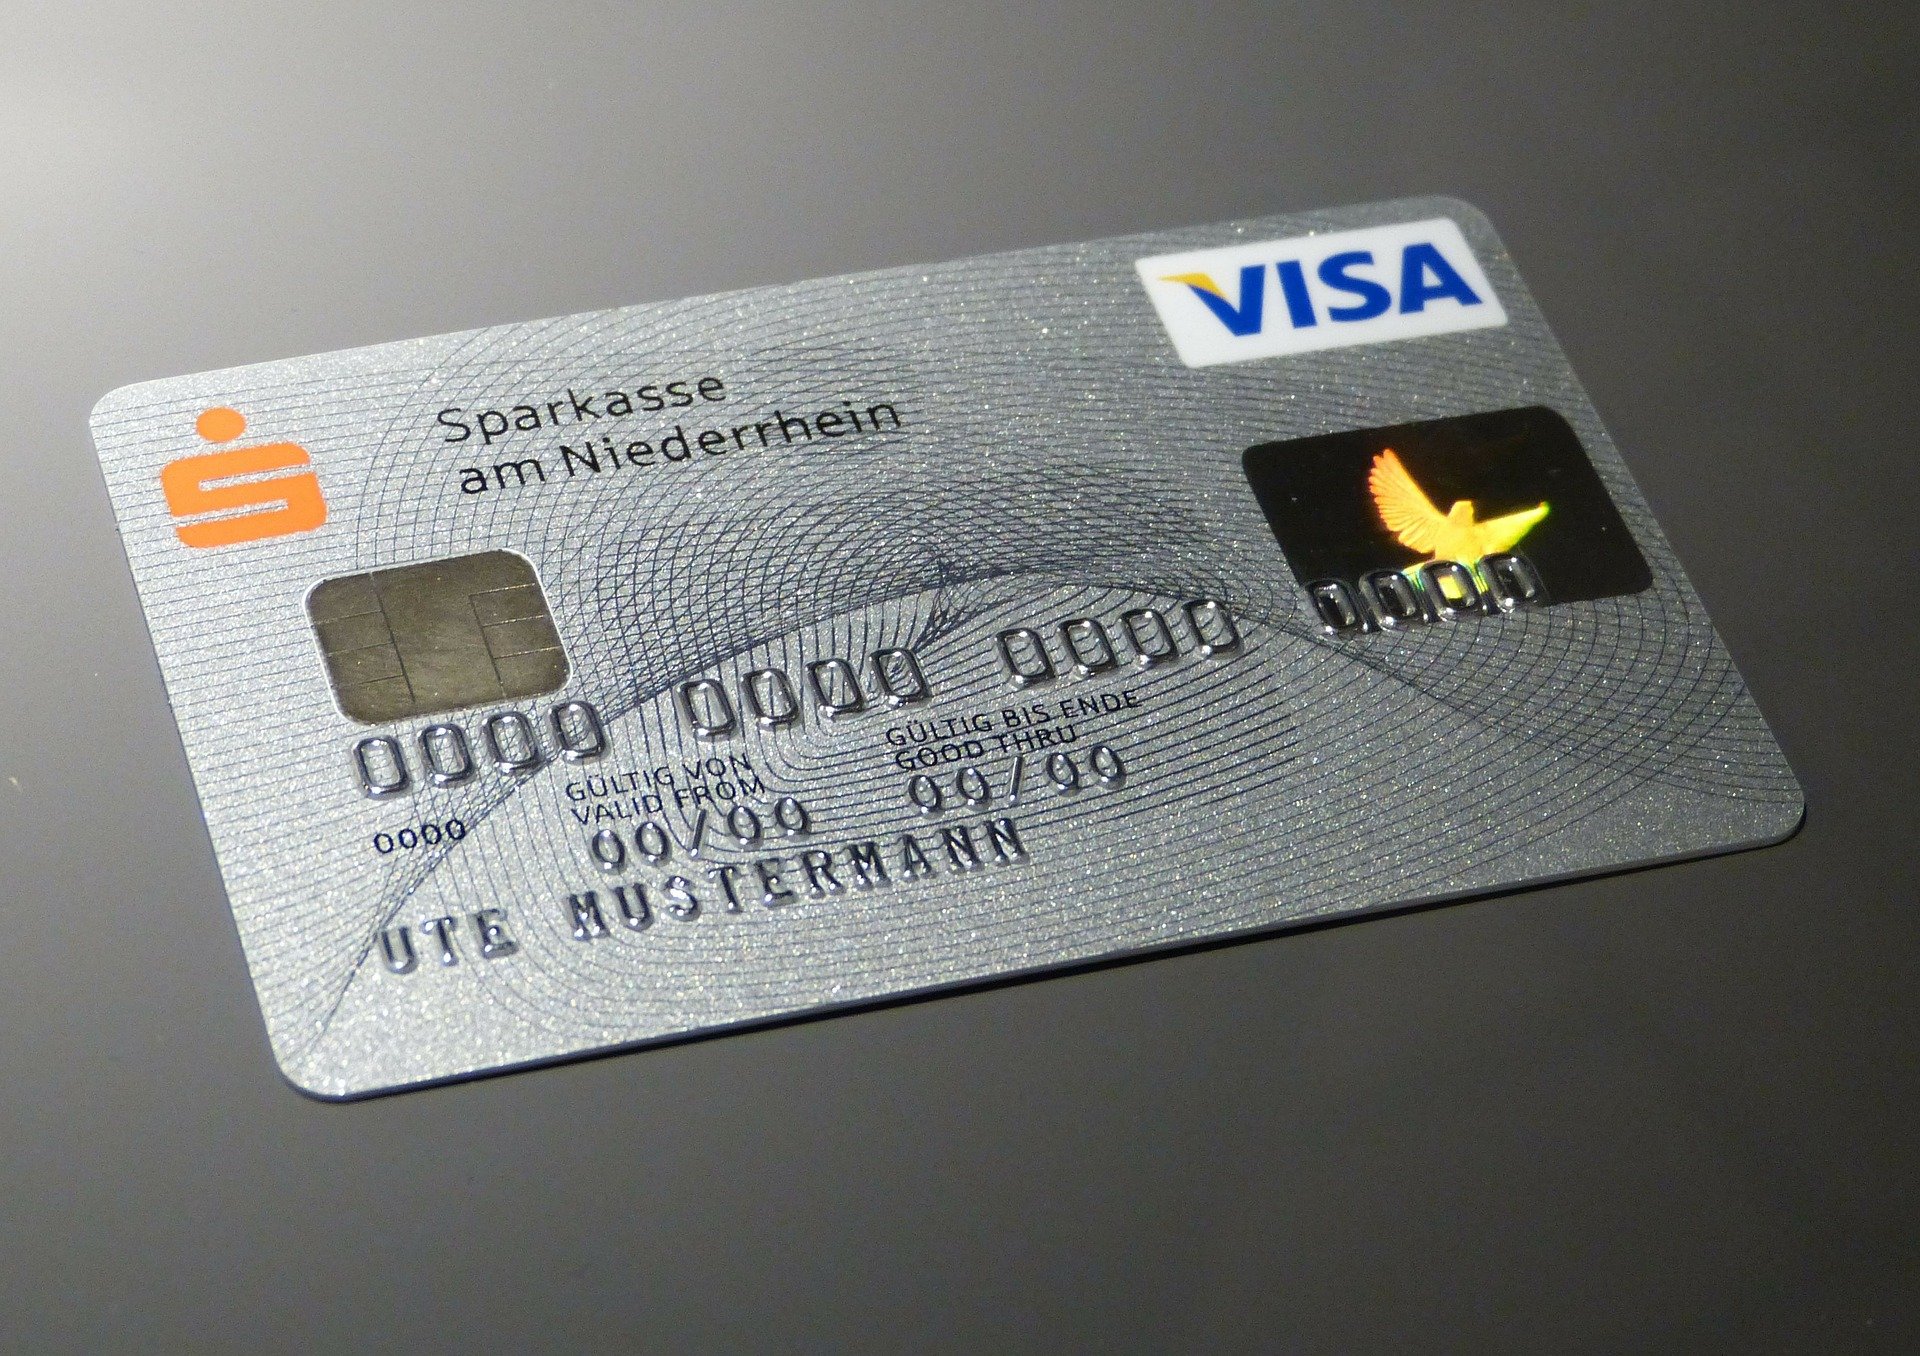 VISA
Sparkasse
am Niederrhein
0000 0000 0000 0000
0000
GÜLTIG VON
VALID FROM
00/00
GÜLTIG BIS ENDE
GOOD THRU
00/00
UTE MUSTERMANN